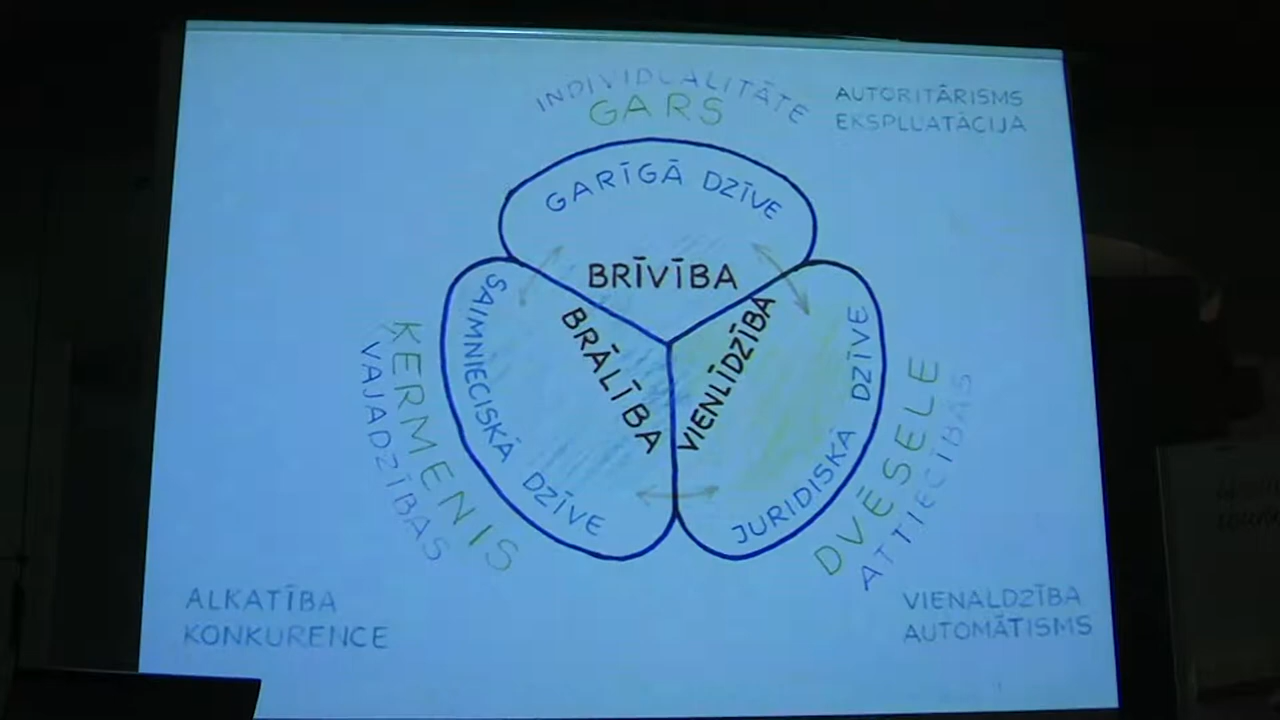 INDIVIDUALITĀTE
GARS
AUTORITĀRISMS
EKSPLUATĀCIJA
GARĪGĀ DZĪVE
BRĪVĪBA
BRĀLĪBA
VIENLĪDZĪBA
SAIMNIECISKĀ DZĪVE
JURIDISKĀ DZĪVE
ĶERMENIS
VAJADZĪBAS
DVĒSELE
ATTIECĪBAS
ALKATĪBA
KONKURENCE
VIENALDZĪBA
AUTOMĀTISMS